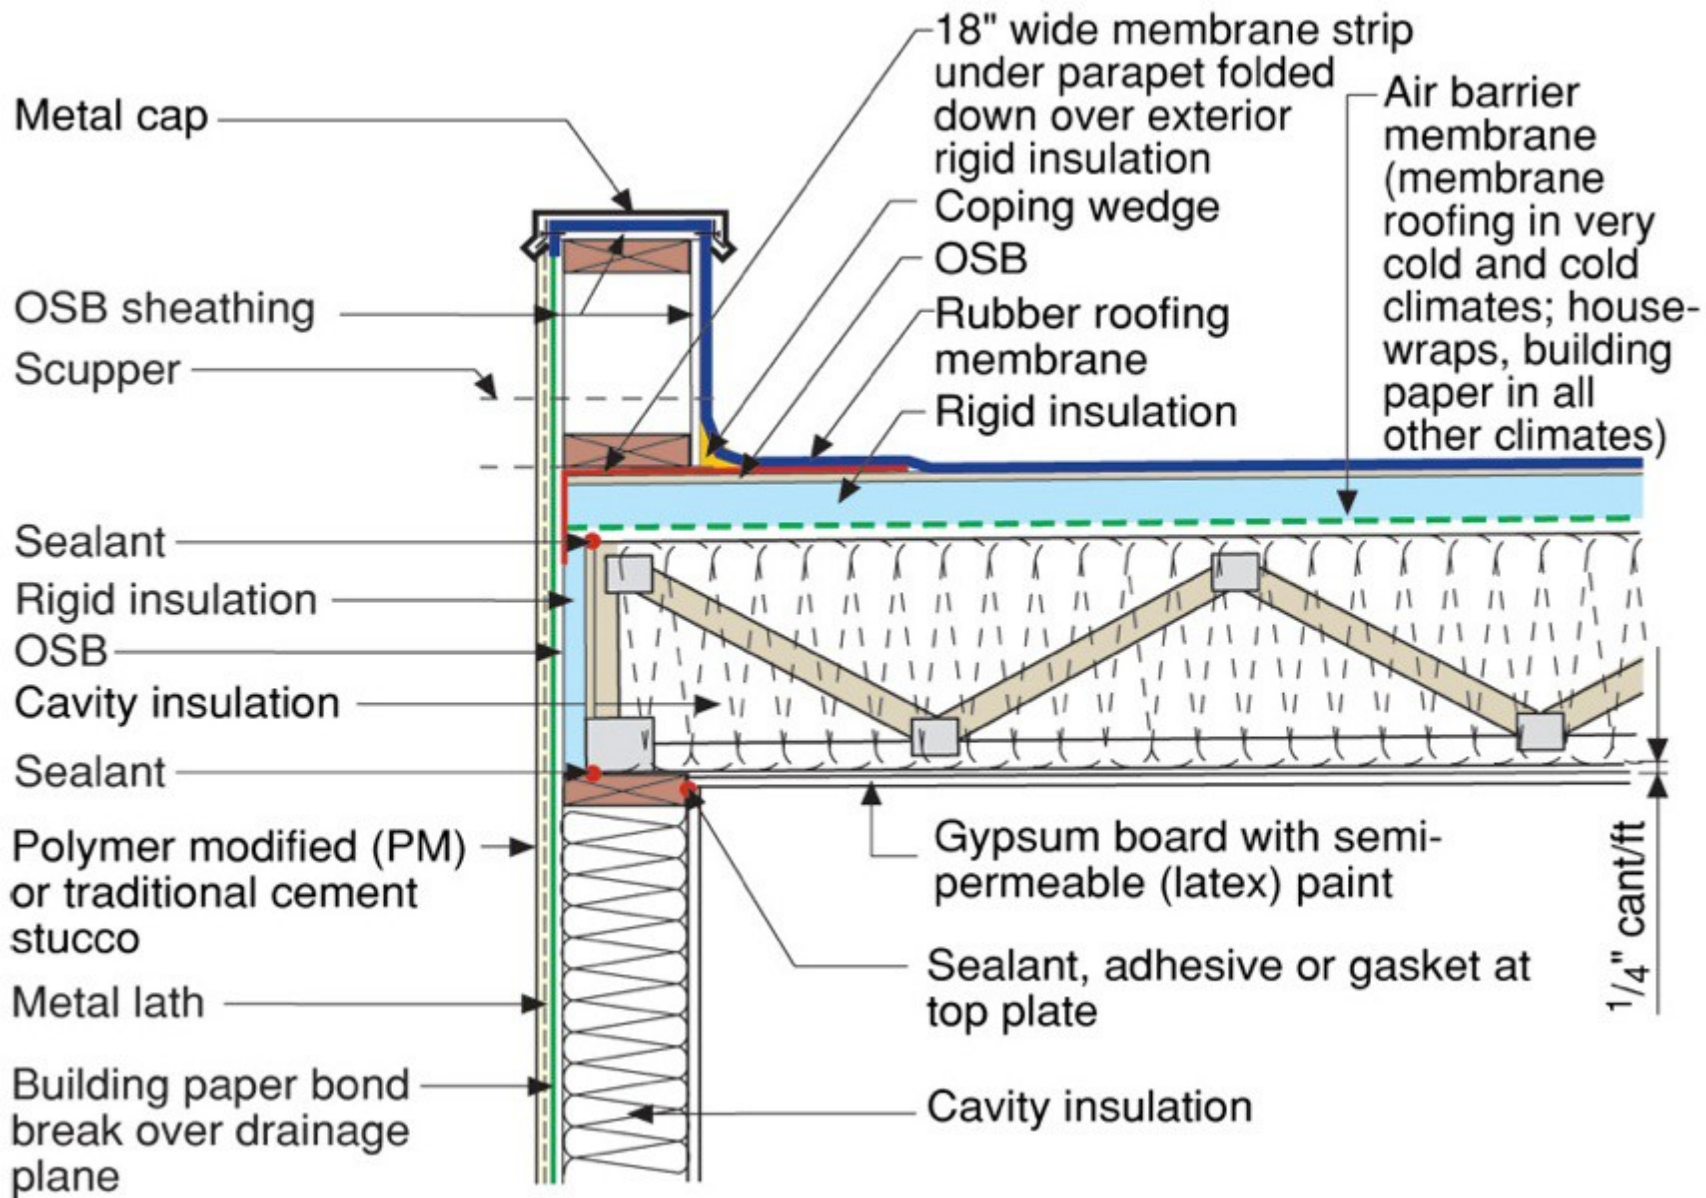 Metal cap
OSB sheathing
Scupper
Sealant
Rigid insulation
OSB
Cavity insulation
Sealant
Polymer modified (PM)
or traditional cement
stucco
Metal lath
Building paper bond
break over drainage
plane
18" wide membrane strip
under parapet folded
down over exterior
rigid insulation
Coping wedge
OSB
Rubber roofing
membrane
Rigid insulation
Air barrier
membrane
(membrane
roofing in very
cold and cold
climates; house-
wraps, building
paper in all
other climates)
Gypsum board with semi-
permeable (latex) paint
Sealant, adhesive or gasket at
top plate
Cavity insulation
1/4" cant/ft